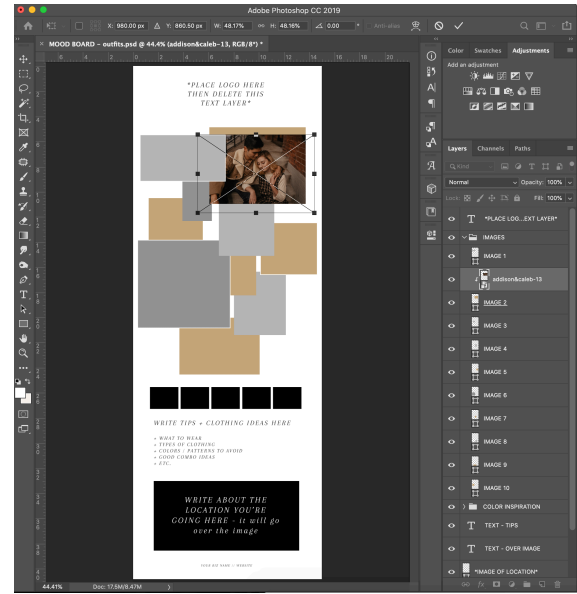 Adobe Photoshop CC 2019
X: 980.00 px Δ Y: 860.50 px W: 48.17% H: 48.16% 0.00 ° Anti-alias
× MOOD BOARD – outfits.psd @ 44.4% (addison&caleb-13, RGB/8*) *
*PLACE LOGO HERE
THEN DELETE THIS
TEXT LAYER*
WRITE TIPS + CLOTHING IDEAS HERE
+ WHAT TO WEAR
+ TYPES OF CLOTHING
+ COLORS / PATTERNS TO AVOID
+ GOOD COMBO IDEAS
+ ETC.
WRITE ABOUT THE
LOCATION YOU'RE
GOING HERE - it will go
over the image
YOUR BIZ NAME // WEBSITE
44.41% Doc: 17.5M/8.47M
Color Swatches Adjustments
Add an adjustment
Layers Channels Paths
Kind
Normal Opacity: 100%
Lock: Fill: 100%
T *PLACE LOG...EXT LAYER*
IMAGES
IMAGE 1
addison&caleb-13
IMAGE 2
IMAGE 3
IMAGE 4
IMAGE 5
IMAGE 6
IMAGE 7
IMAGE 8
IMAGE 9
IMAGE 10
COLOR INSPIRATION
T TEXT - TIPS
T TEXT - OVER IMAGE
*IMAGE OF LOCATION*